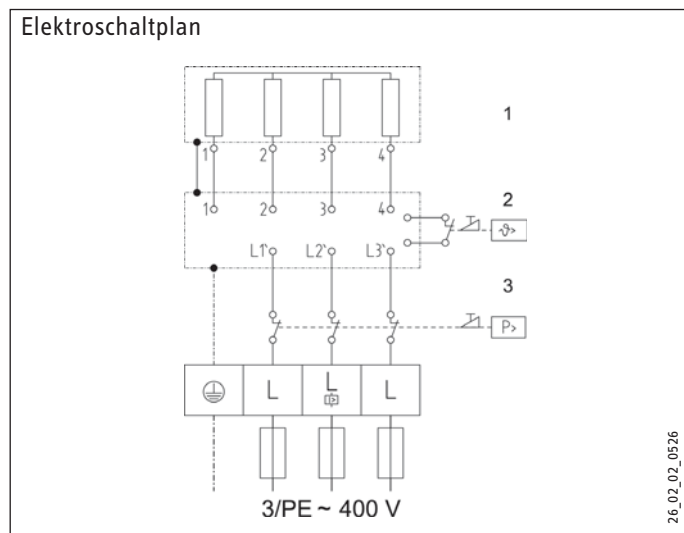 Elektroschaltplan
1
1 2 3 4
2
1 2 3 4
ϑ>
L1` L2` L3`
3
P>
L L L
3/PE ~ 400 V
26_02_02_0526